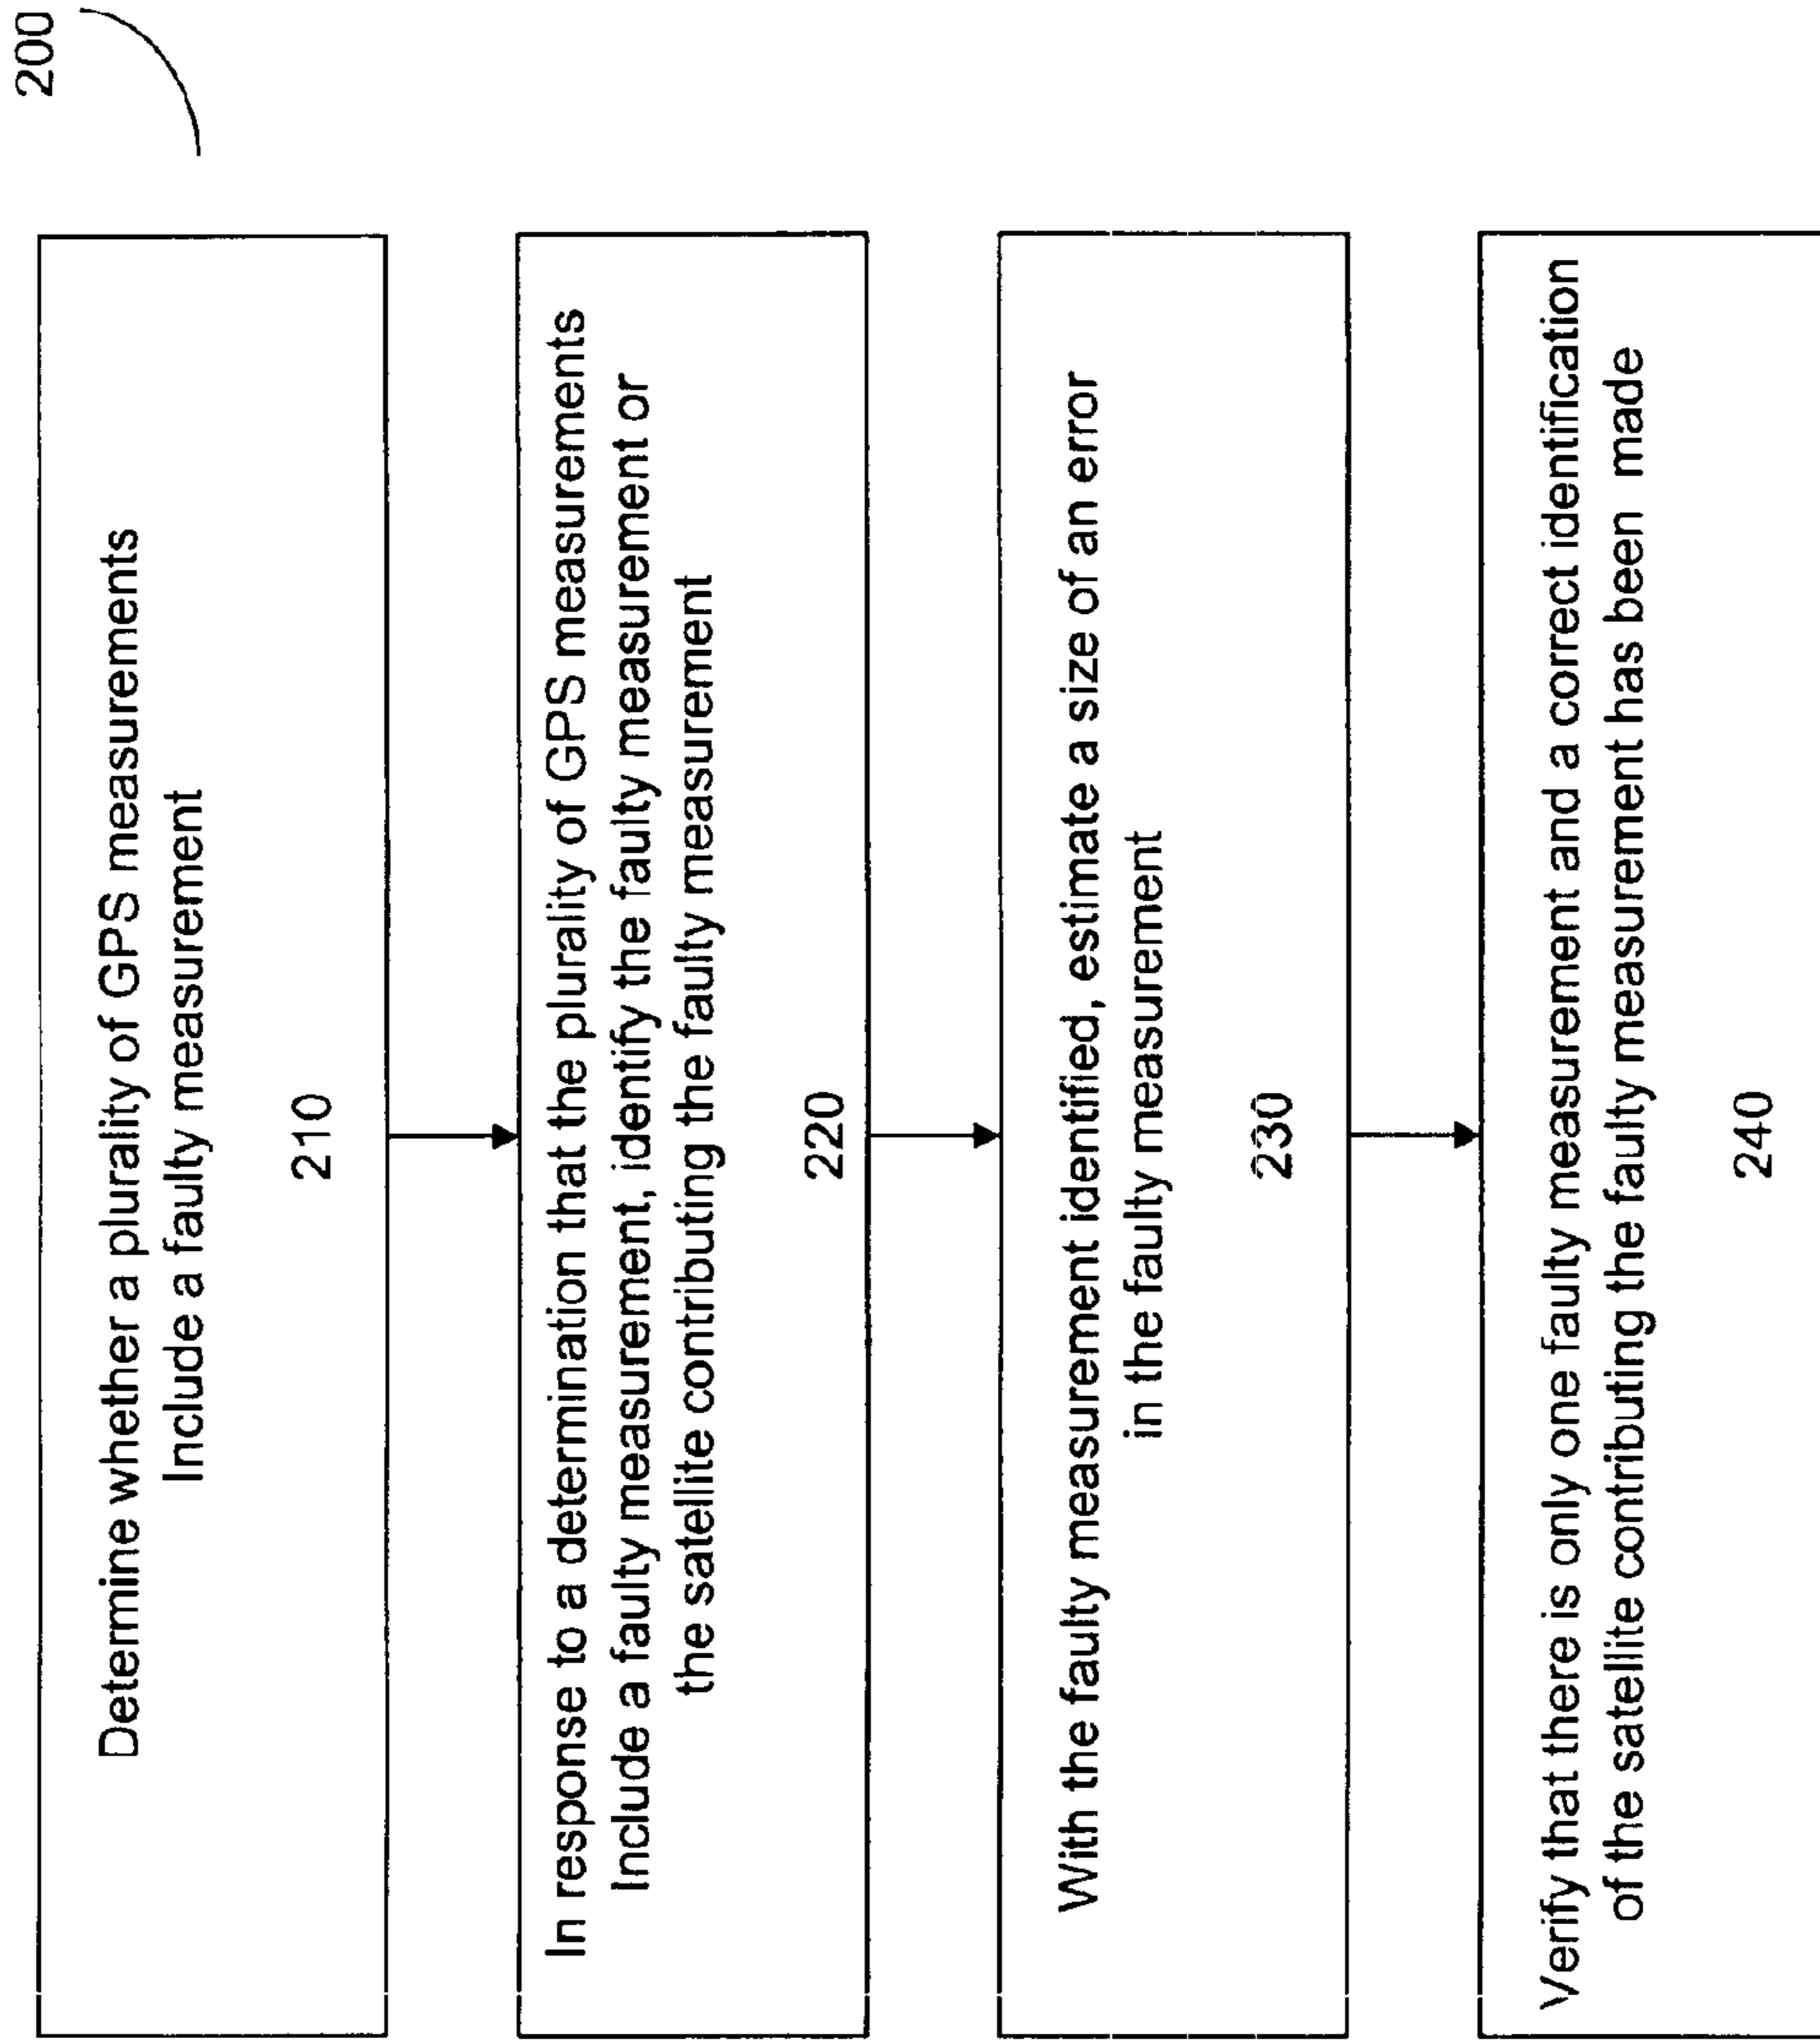 200
Determine whether a plurality of GPS measurements
Include a faulty measurement
210
In response to a determination that the plurality of GPS measurements
Include a faulty measurement, identify the faulty measurement or
the satellite contributing the faulty measurement
220
With the faulty measurement identified, estimate a size of an error
in the faulty measurement
230
Verify that there is only one faulty measurement and a correct identification
of the satellite contributing the faulty measurement has been made
240